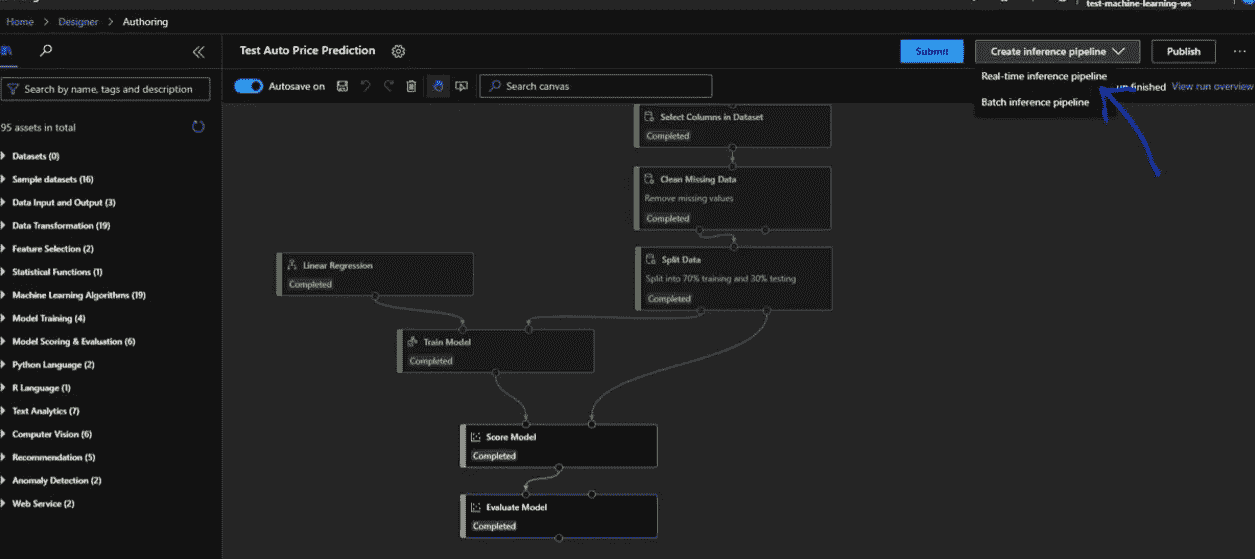 test-machine-learning-ws
Home > Designer > Authoring
Test Auto Price Prediction
Submit
Create inference pipeline
Publish
Real-time inference pipeline
Batch inference pipeline
finished
View run overview
Search by name, tags and description
Autosave on
Search canvas
95 assets in total
Datasets (0)
Sample datasets (16)
Data Input and Output (3)
Data Transformation (19)
Feature Selection (2)
Statistical Functions (1)
Machine Learning Algorithms (19)
Model Training (4)
Model Scoring & Evaluation (6)
Python Language (2)
R Language (1)
Text Analytics (7)
Computer Vision (6)
Recommendation (5)
Anomaly Detection (2)
Web Service (2)
Select Columns in Dataset
Completed
Clean Missing Data
Remove missing values
Completed
Split Data
Split into 70% training and 30% testing
Completed
Linear Regression
Completed
Train Model
Completed
Score Model
Completed
Evaluate Model
Completed